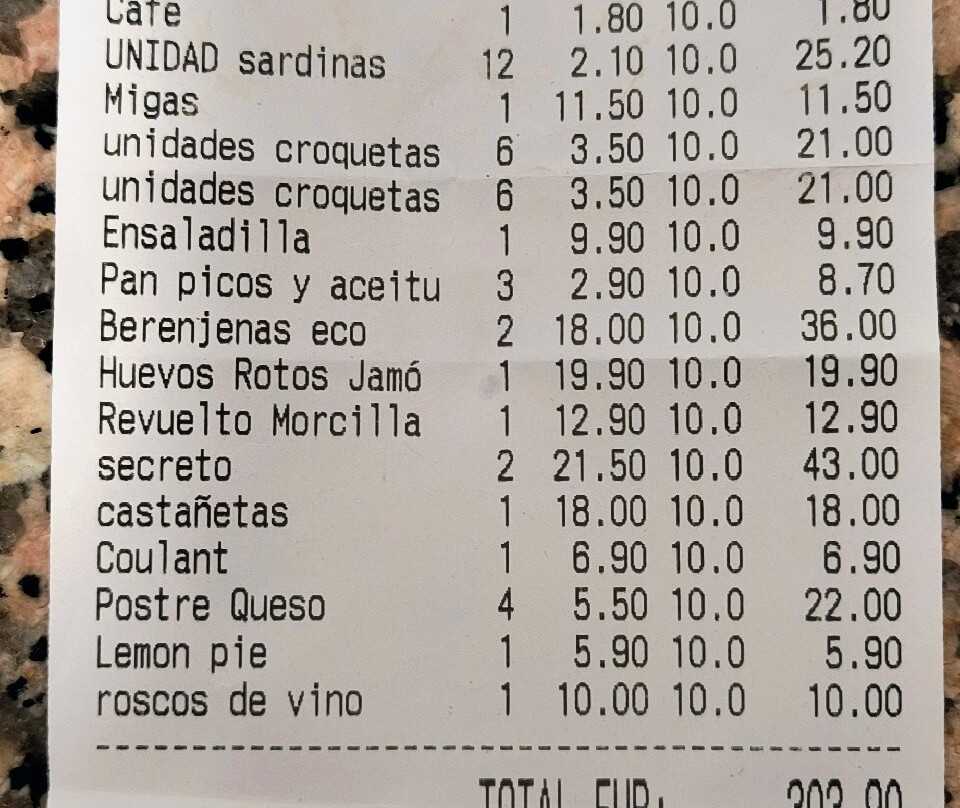 Café 1 1.80 10.0 1.80
UNIDAD sardinas 12 2.10 10.0 25.20
Migas 1 11.50 10.0 11.50
unidades croquetas 6 3.50 10.0 21.00
unidades croquetas 6 3.50 10.0 21.00
Ensaladilla 1 9.90 10.0 9.90
Pan picos y aceitu 3 2.90 10.0 8.70
Berenjenas eco 2 18.00 10.0 36.00
Huevos Rotos Jamó 1 19.90 10.0 19.90
Revuelto Morcilla 1 12.90 10.0 12.90
secreto 2 21.50 10.0 43.00
castañetas 1 18.00 10.0 18.00
Coulant 1 6.90 10.0 6.90
Postre Queso 4 5.50 10.0 22.00
Lemon pie 1 5.90 10.0 5.90
roscos de vino 1 10.00 10.0 10.00
TOTAL EUR: